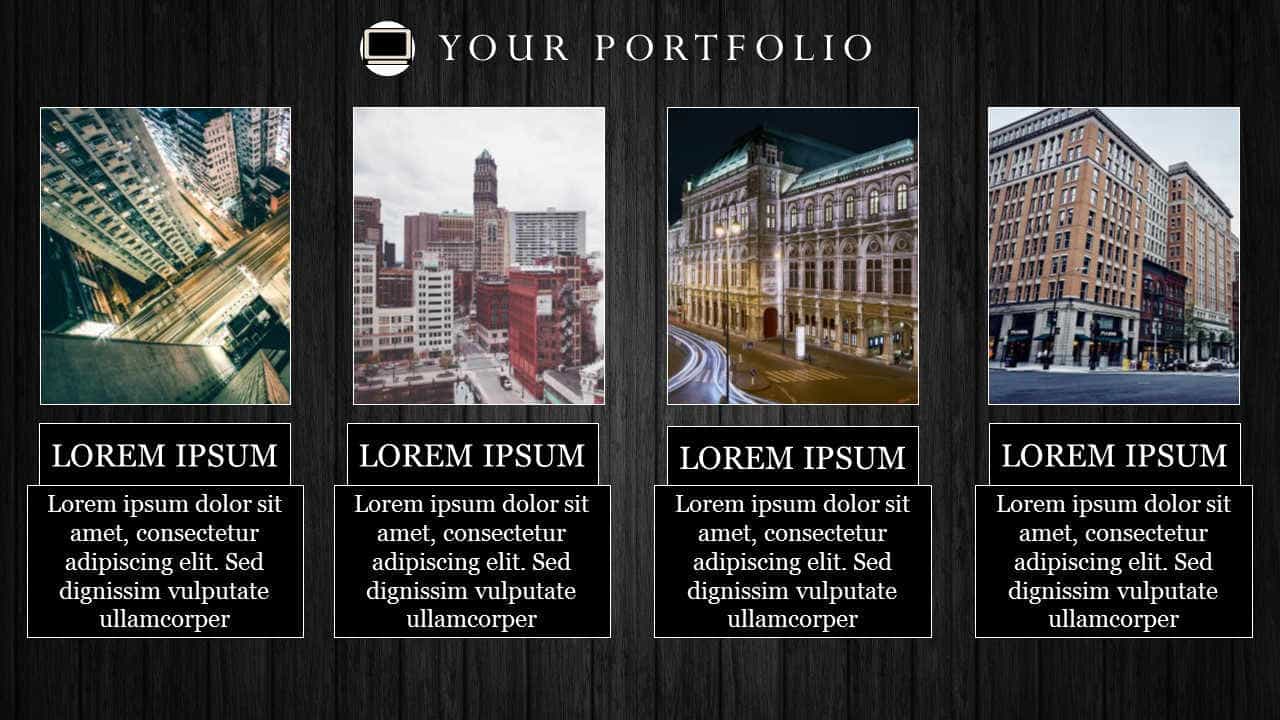 YOUR PORTFOLIO
LOREM IPSUM
Lorem ipsum dolor sit
amet, consectetur
adipiscing elit. Sed
dignissim vulputate
ullamcorper
LOREM IPSUM
Lorem ipsum dolor sit
amet, consectetur
adipiscing elit. Sed
dignissim vulputate
ullamcorper
LOREM IPSUM
Lorem ipsum dolor sit
amet, consectetur
adipiscing elit. Sed
dignissim vulputate
ullamcorper
LOREM IPSUM
Lorem ipsum dolor sit
amet, consectetur
adipiscing elit. Sed
dignissim vulputate
ullamcorper